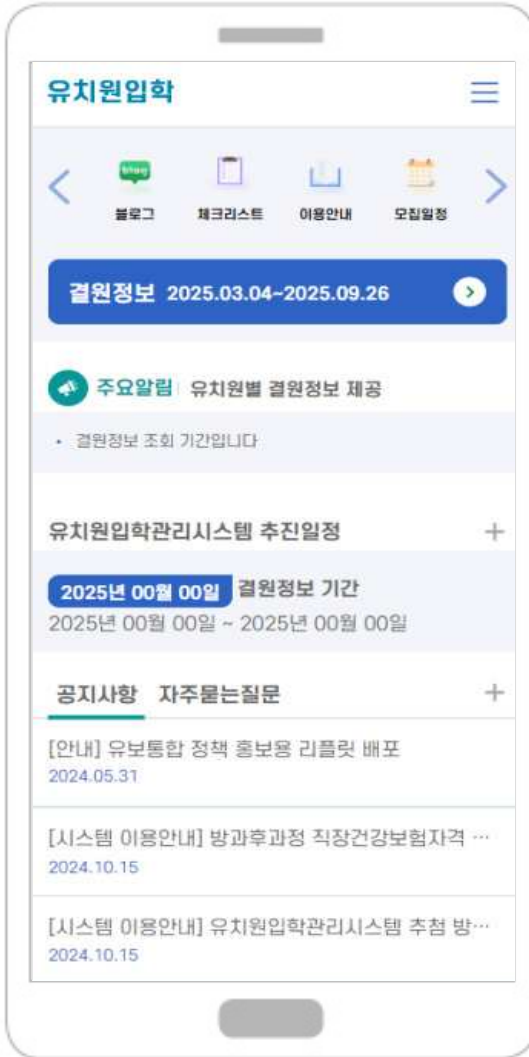 유치원입학
blog
블로그
체크리스트
이용안내
모집일정
결원정보 2025.03.04~2025.09.26
주요알림 유치원별 결원정보 제공
• 결원정보 조회 기간입니다
유치원입학관리시스템 추진일정
2025년 00월 00일 결원정보 기간
2025년 00월 00일 ~ 2025년 00월 00일
공지사항 자주묻는질문
[안내] 유보통합 정책 홍보용 리플릿 배포
2024.05.31
[시스템 이용안내] 방과후과정 직장건강보험자격 …
2024.10.15
[시스템 이용안내] 유치원입학관리시스템 추첨 방…
2024.10.15